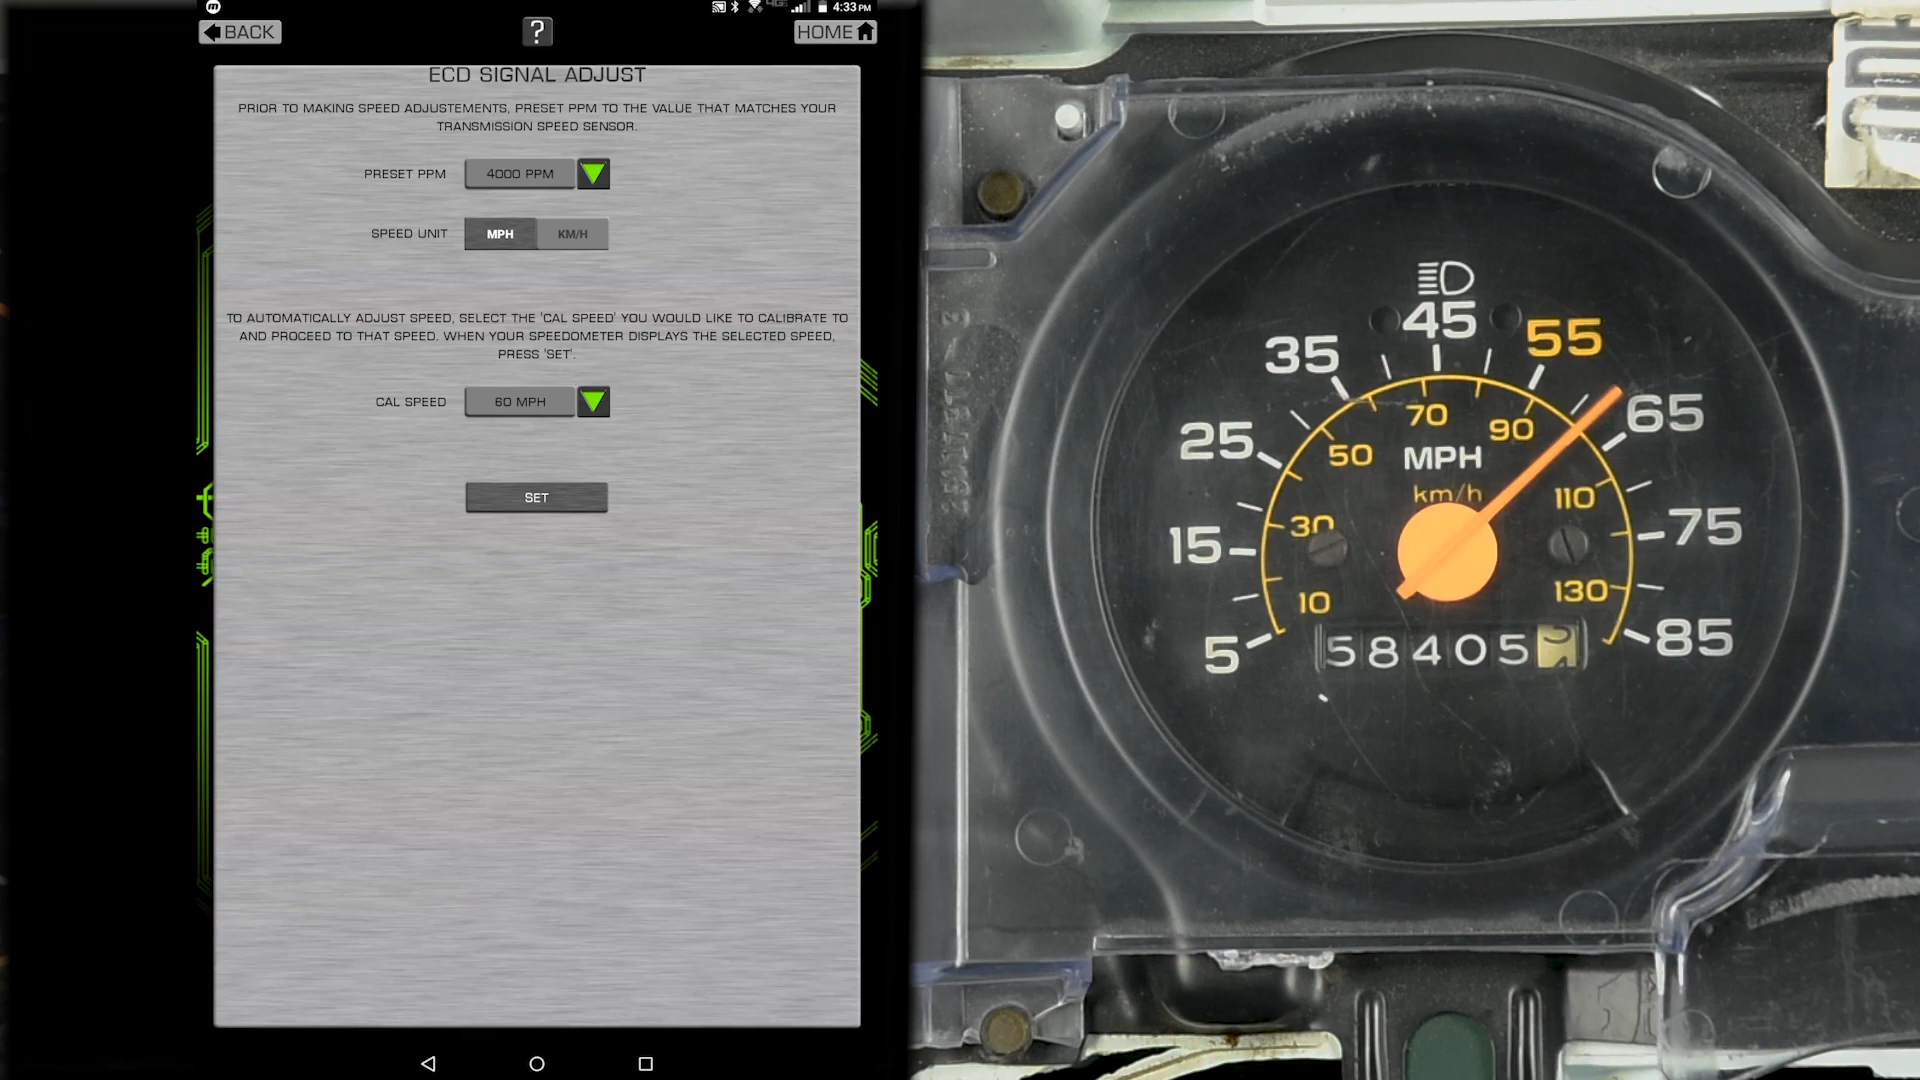 4:33 PM
BACK
?
HOME
ECD SIGNAL ADJUST
PRIOR TO MAKING SPEED ADJUSTEMENTS, PRESET PPM TO THE VALUE THAT MATCHES YOUR
TRANSMISSION SPEED SENSOR.
PRESET PPM 4000 PPM
SPEED UNIT MPH KM/H
TO AUTOMATICALLY ADJUST SPEED, SELECT THE 'CAL SPEED' YOU WOULD LIKE TO CALIBRATE TO
AND PROCEED TO THAT SPEED. WHEN YOUR SPEEDOMETER DISPLAYS THE SELECTED SPEED,
PRESS 'SET'.
CAL SPEED 60 MPH
SET
5
15
25
35
45
55
65
75
85
10
30
50
70
90
110
130
MPH
km/h
58405